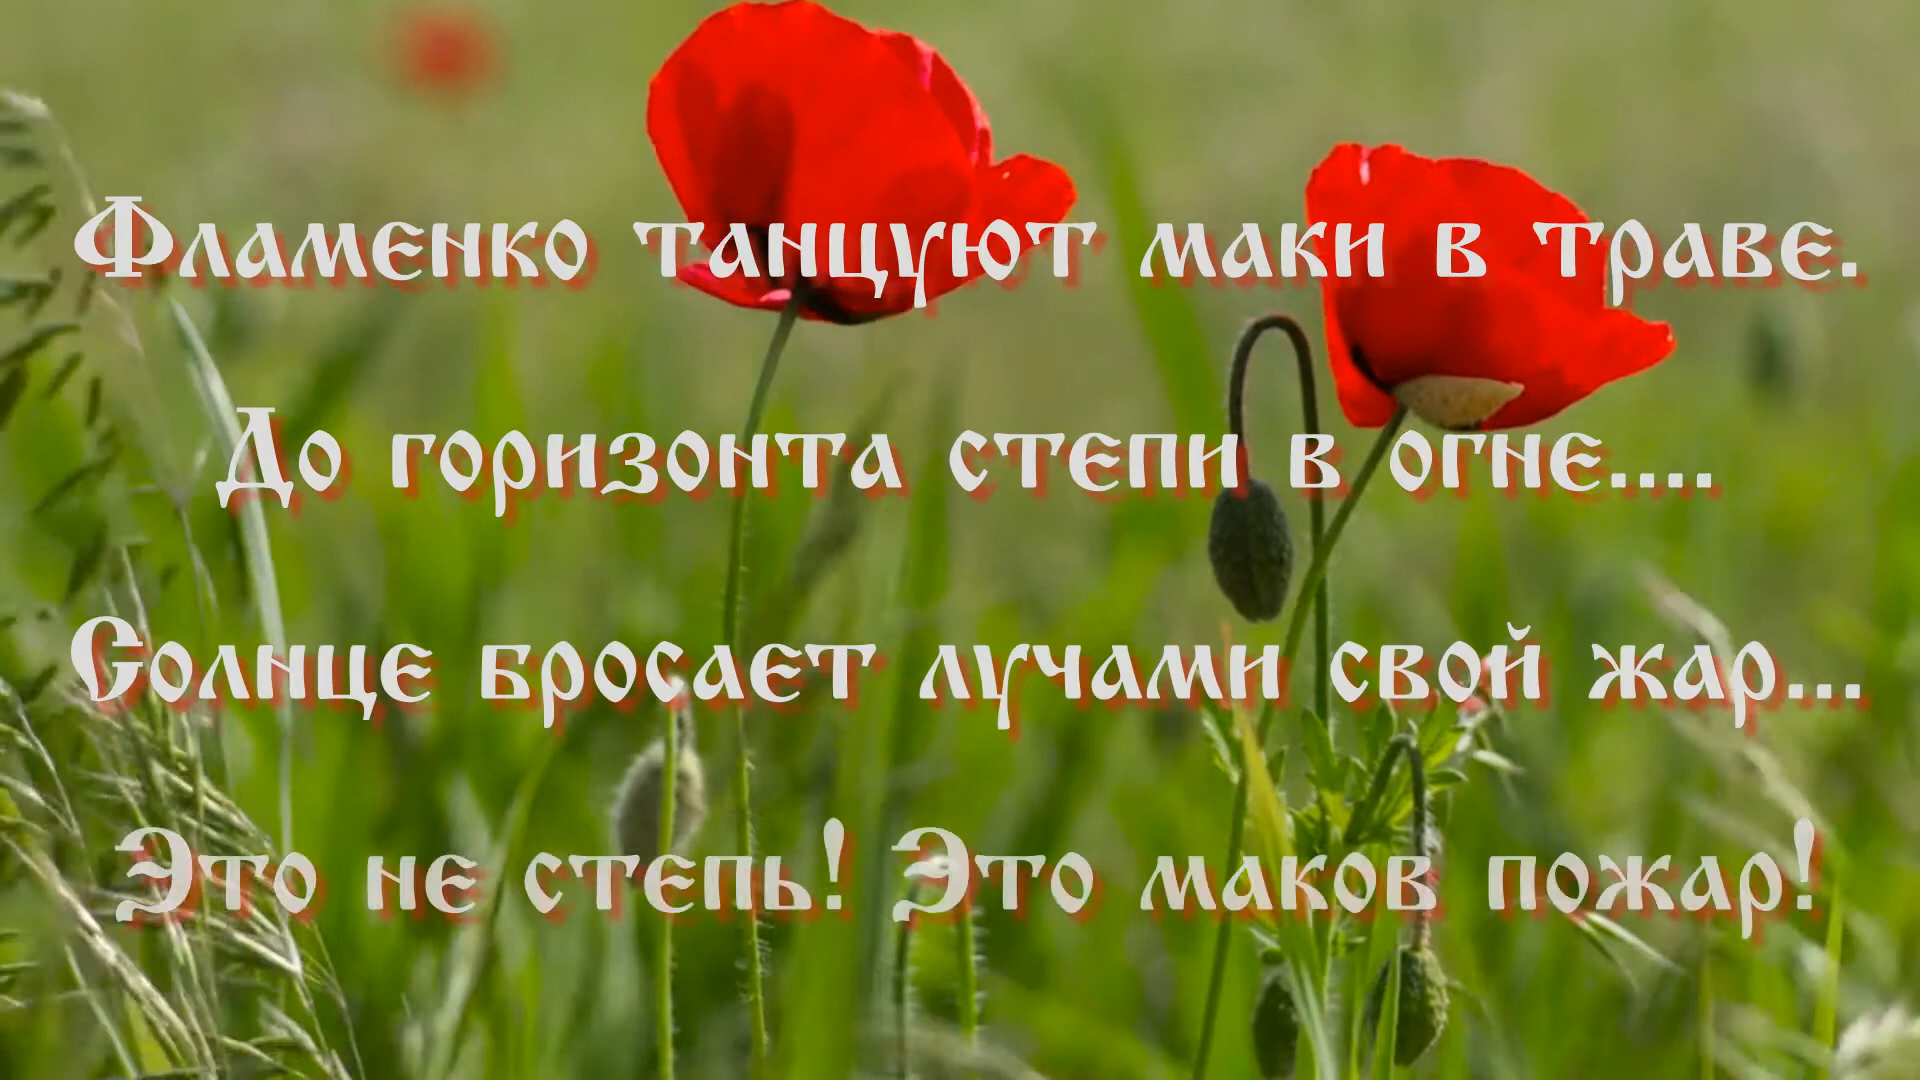 Фламенко танцуют маки в траве.
До горизонта степи в огне....
Солнце бросает лучами свой жар...
Это не степь! Это маков пожар!